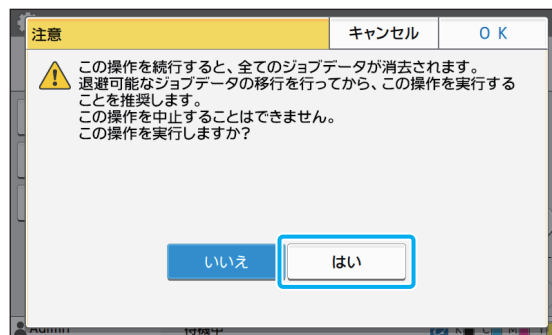 注意
キャンセル
O K
この操作を続行すると、全てのジョブデータが消去されます。
退避可能なジョブデータの移行を行ってから、この操作を実行する
ことを推奨します。
この操作を中止することはできません。
この操作を実行しますか?
いいえ
はい
Admin 待機中 K C M Y